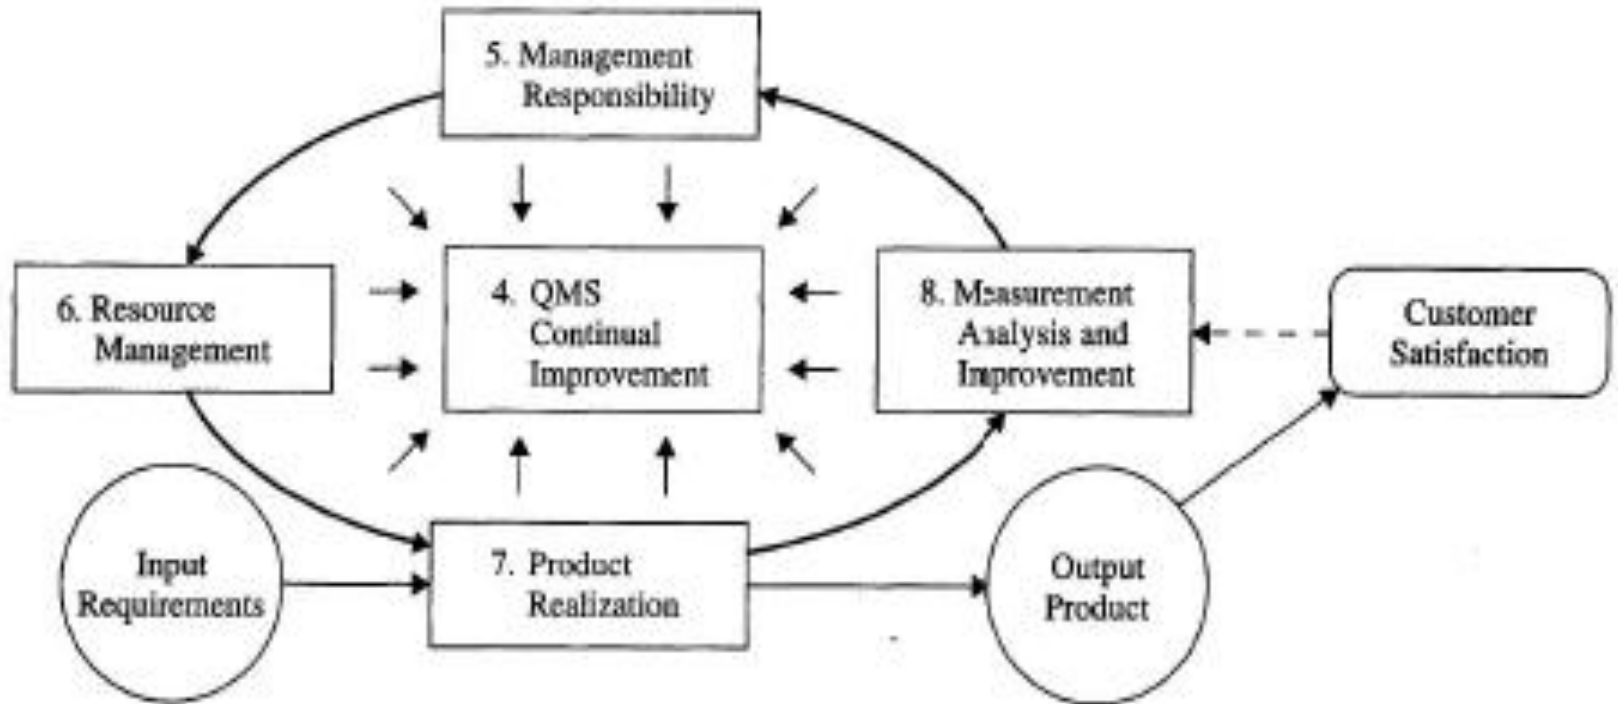 5. Management
Responsibility
6. Resource
Management
4. QMS
Continual
Improvement
8. Measurement
Analysis and
Improvement
Customer
Satisfaction
Input
Requirements
7. Product
Realization
Output
Product